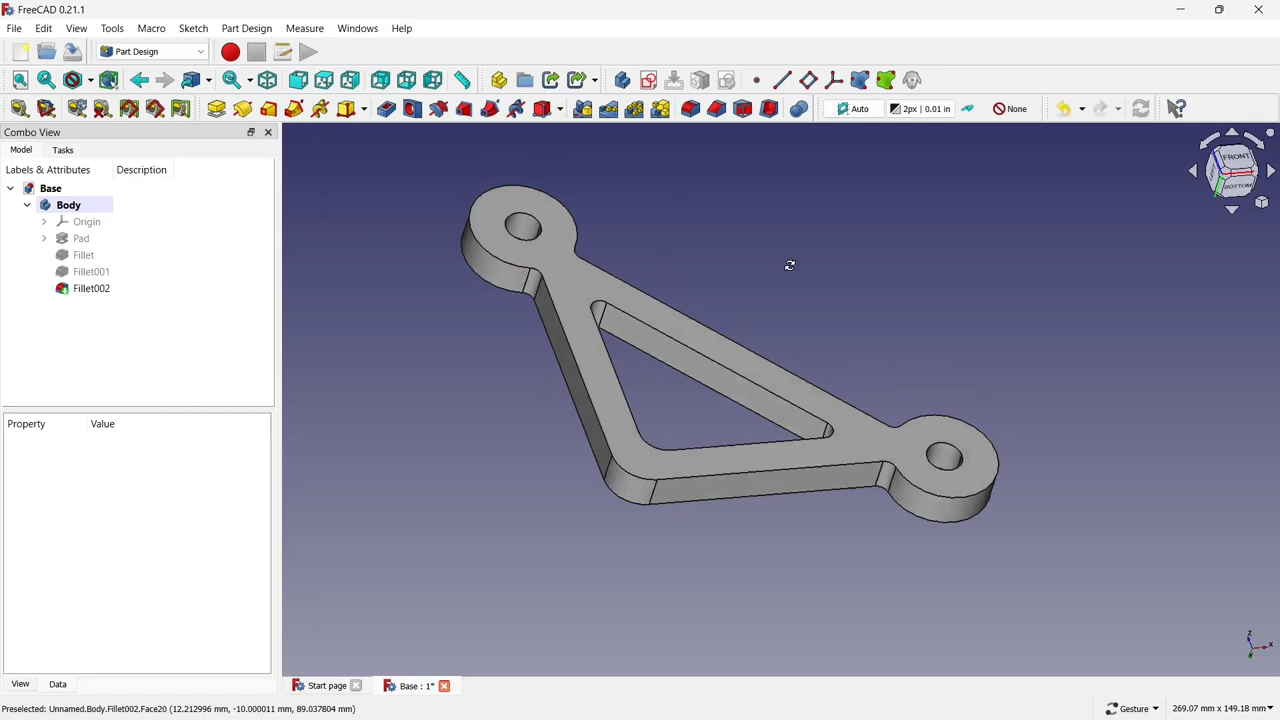 FreeCAD 0.21.1
File Edit View Tools Macro Sketch Part Design Measure Windows Help
Part Design
Auto 2px | 0.01 in None
Combo View
Model Tasks
Labels & Attributes Description
Base
Body
Origin
Pad
Fillet
Fillet001
Fillet002
Property Value
FRONT
BOTTOM
z
x
View Data
Start page Base : 1*
Preselected: Unnamed.Body.Fillet002.Face20 (12.212996 mm, -10.000011 mm, 89.037804 mm) Gesture 269.07 mm x 149.18 mm